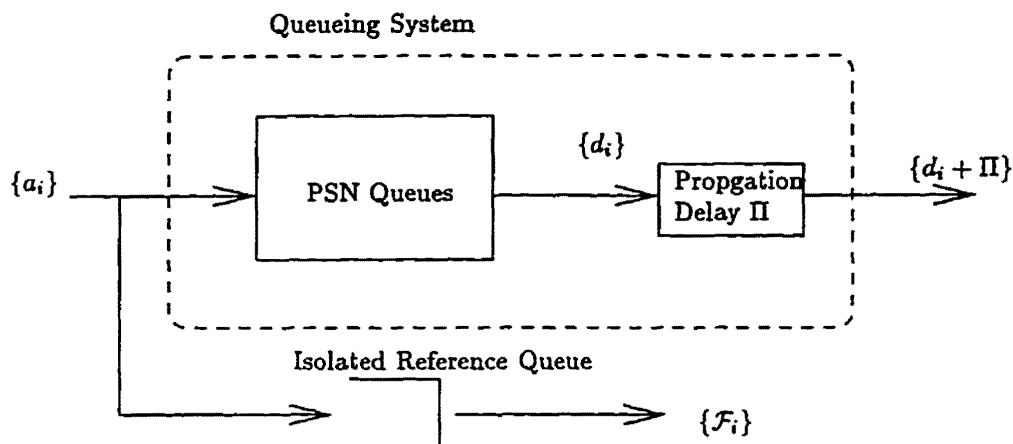 Queueing System
{a_i}
PSN Queues
{d_i}
Propgation
Delay Π
{d_i + Π}
Isolated Reference Queue
{ℱ_i}